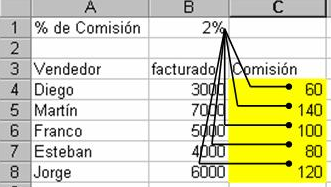 A B C
1 % de Comisión 2%
2
3 Vendedor facturado Comisión
4 Diego 3000 60
5 Martín 7000 140
6 Franco 5000 100
7 Esteban 4000 80
8 Jorge 6000 120